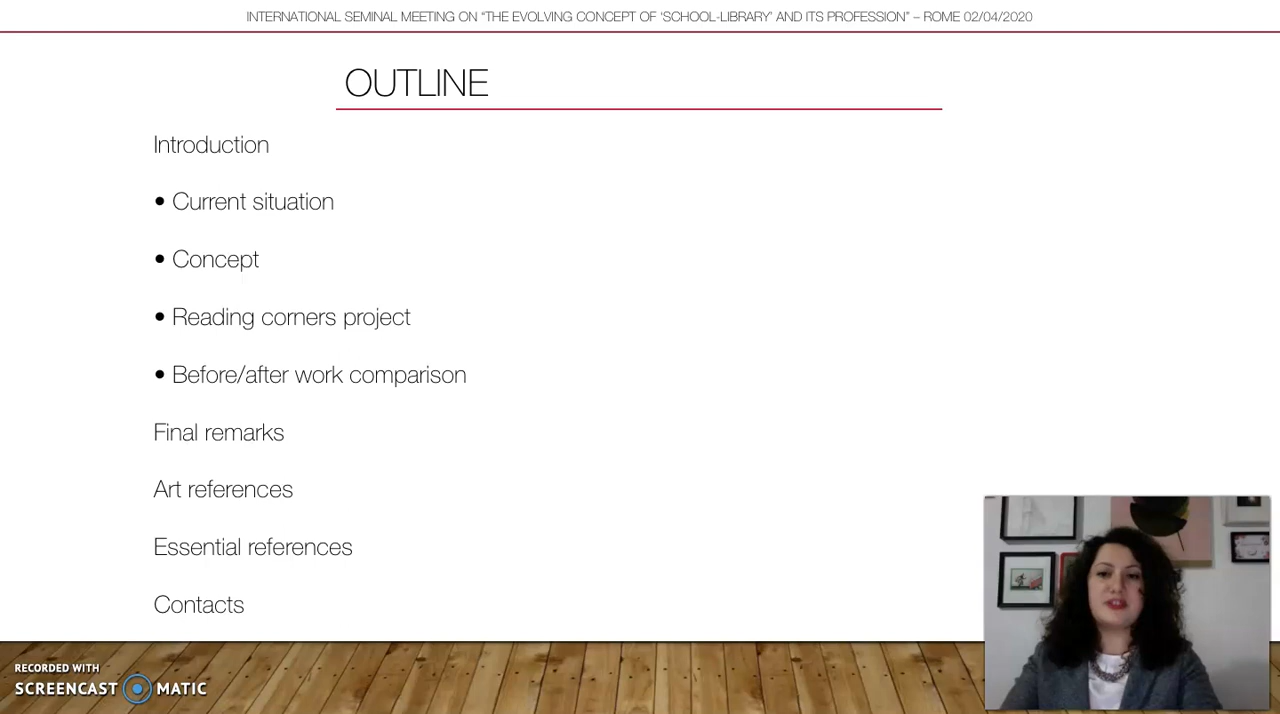 INTERNATIONAL SEMINAL MEETING ON “THE EVOLVING CONCEPT OF ‘SCHOOL-LIBRARY’ AND ITS PROFESSION” – ROME 02/04/2020
OUTLINE
Introduction
• Current situation
• Concept
• Reading corners project
• Before/after work comparison
Final remarks
Art references
Essential references
Contacts
RECORDED WITH
SCREENCAST MATIC